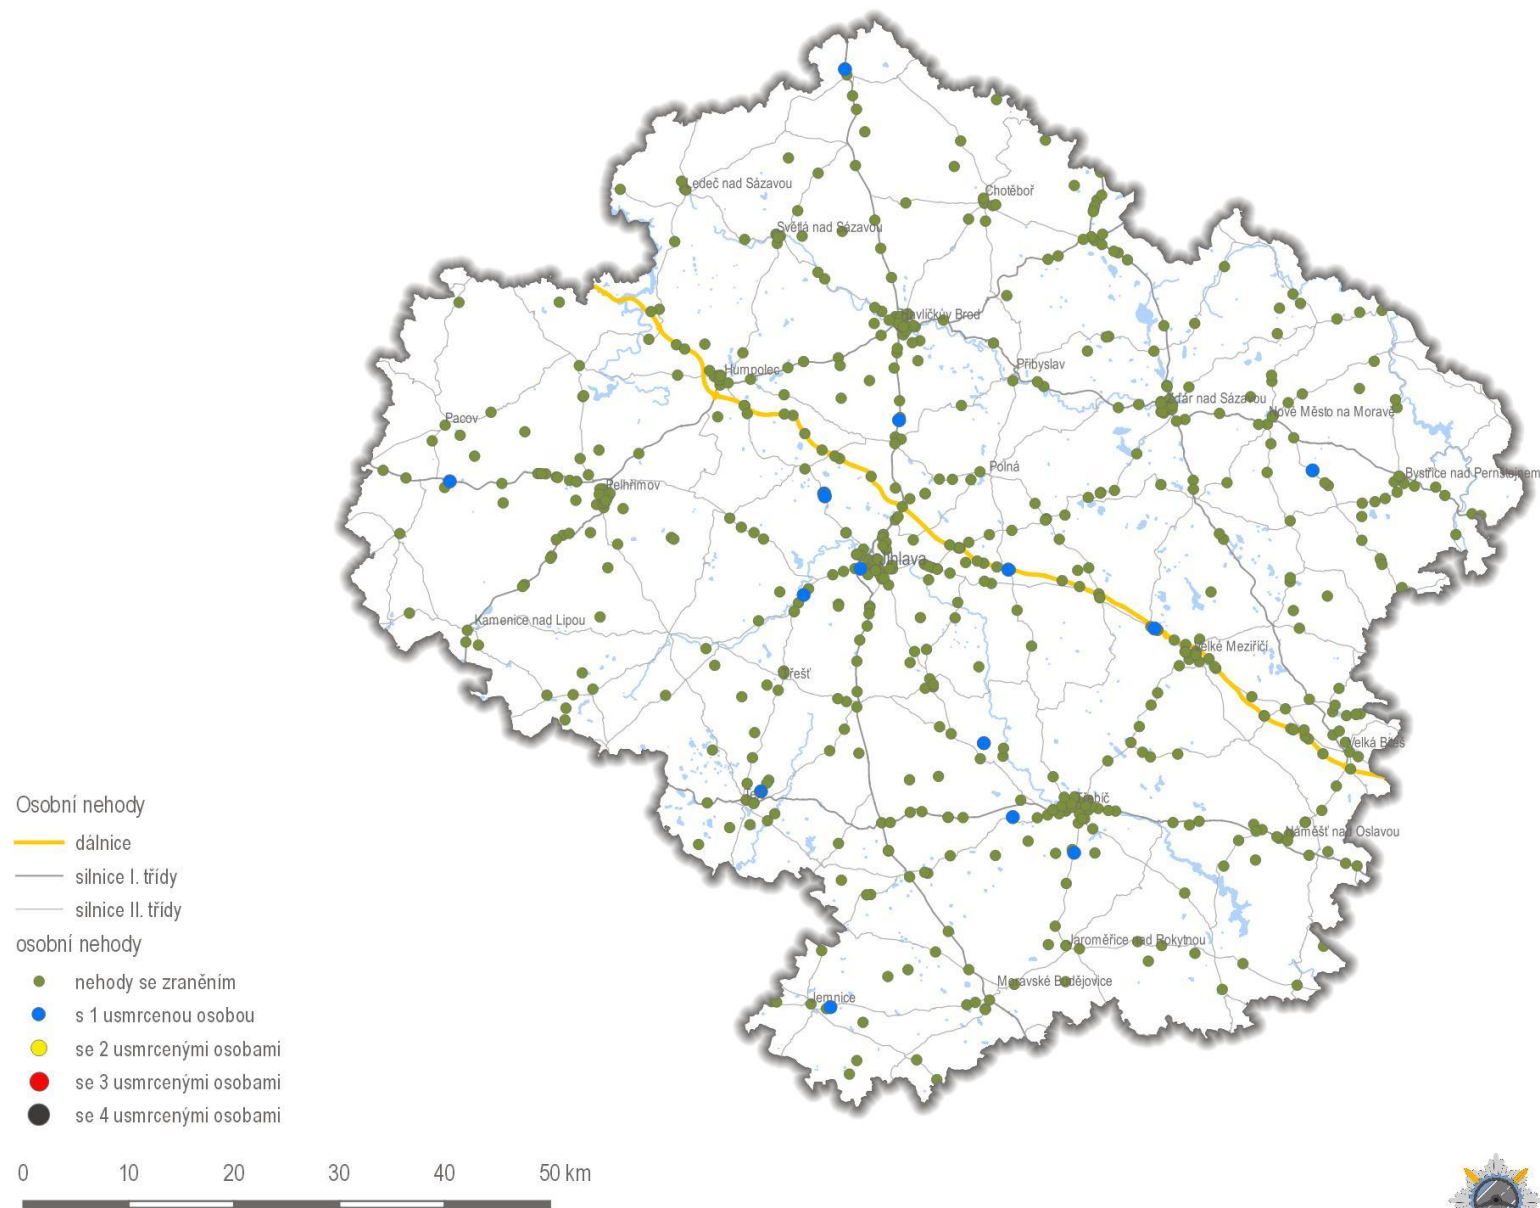 Ledeč nad Sázavou
Chotěboř
Světlá nad Sázavou
Havlíčkův Brod
Přibyslav
Humpolec
Žďár nad Sázavou
Nové Město na Moravě
Pacov
Polná
Bystřice nad Pernštejnem
Pelhřimov
Jihlava
Kamenice nad Lipou
Velké Meziříčí
Třešť
Velká Bíteš
Třebíč
Náměšť nad Oslavou
Jaroměřice nad Rokytnou
Moravské Budějovice
Jemnice
Osobní nehody
dálnice
silnice I. třídy
silnice II. třídy
osobní nehody
nehody se zraněním
s 1 usmrcenou osobou
se 2 usmrcenými osobami
se 3 usmrcenými osobami
se 4 usmrcenými osobami
0 10 20 30 40 50 km